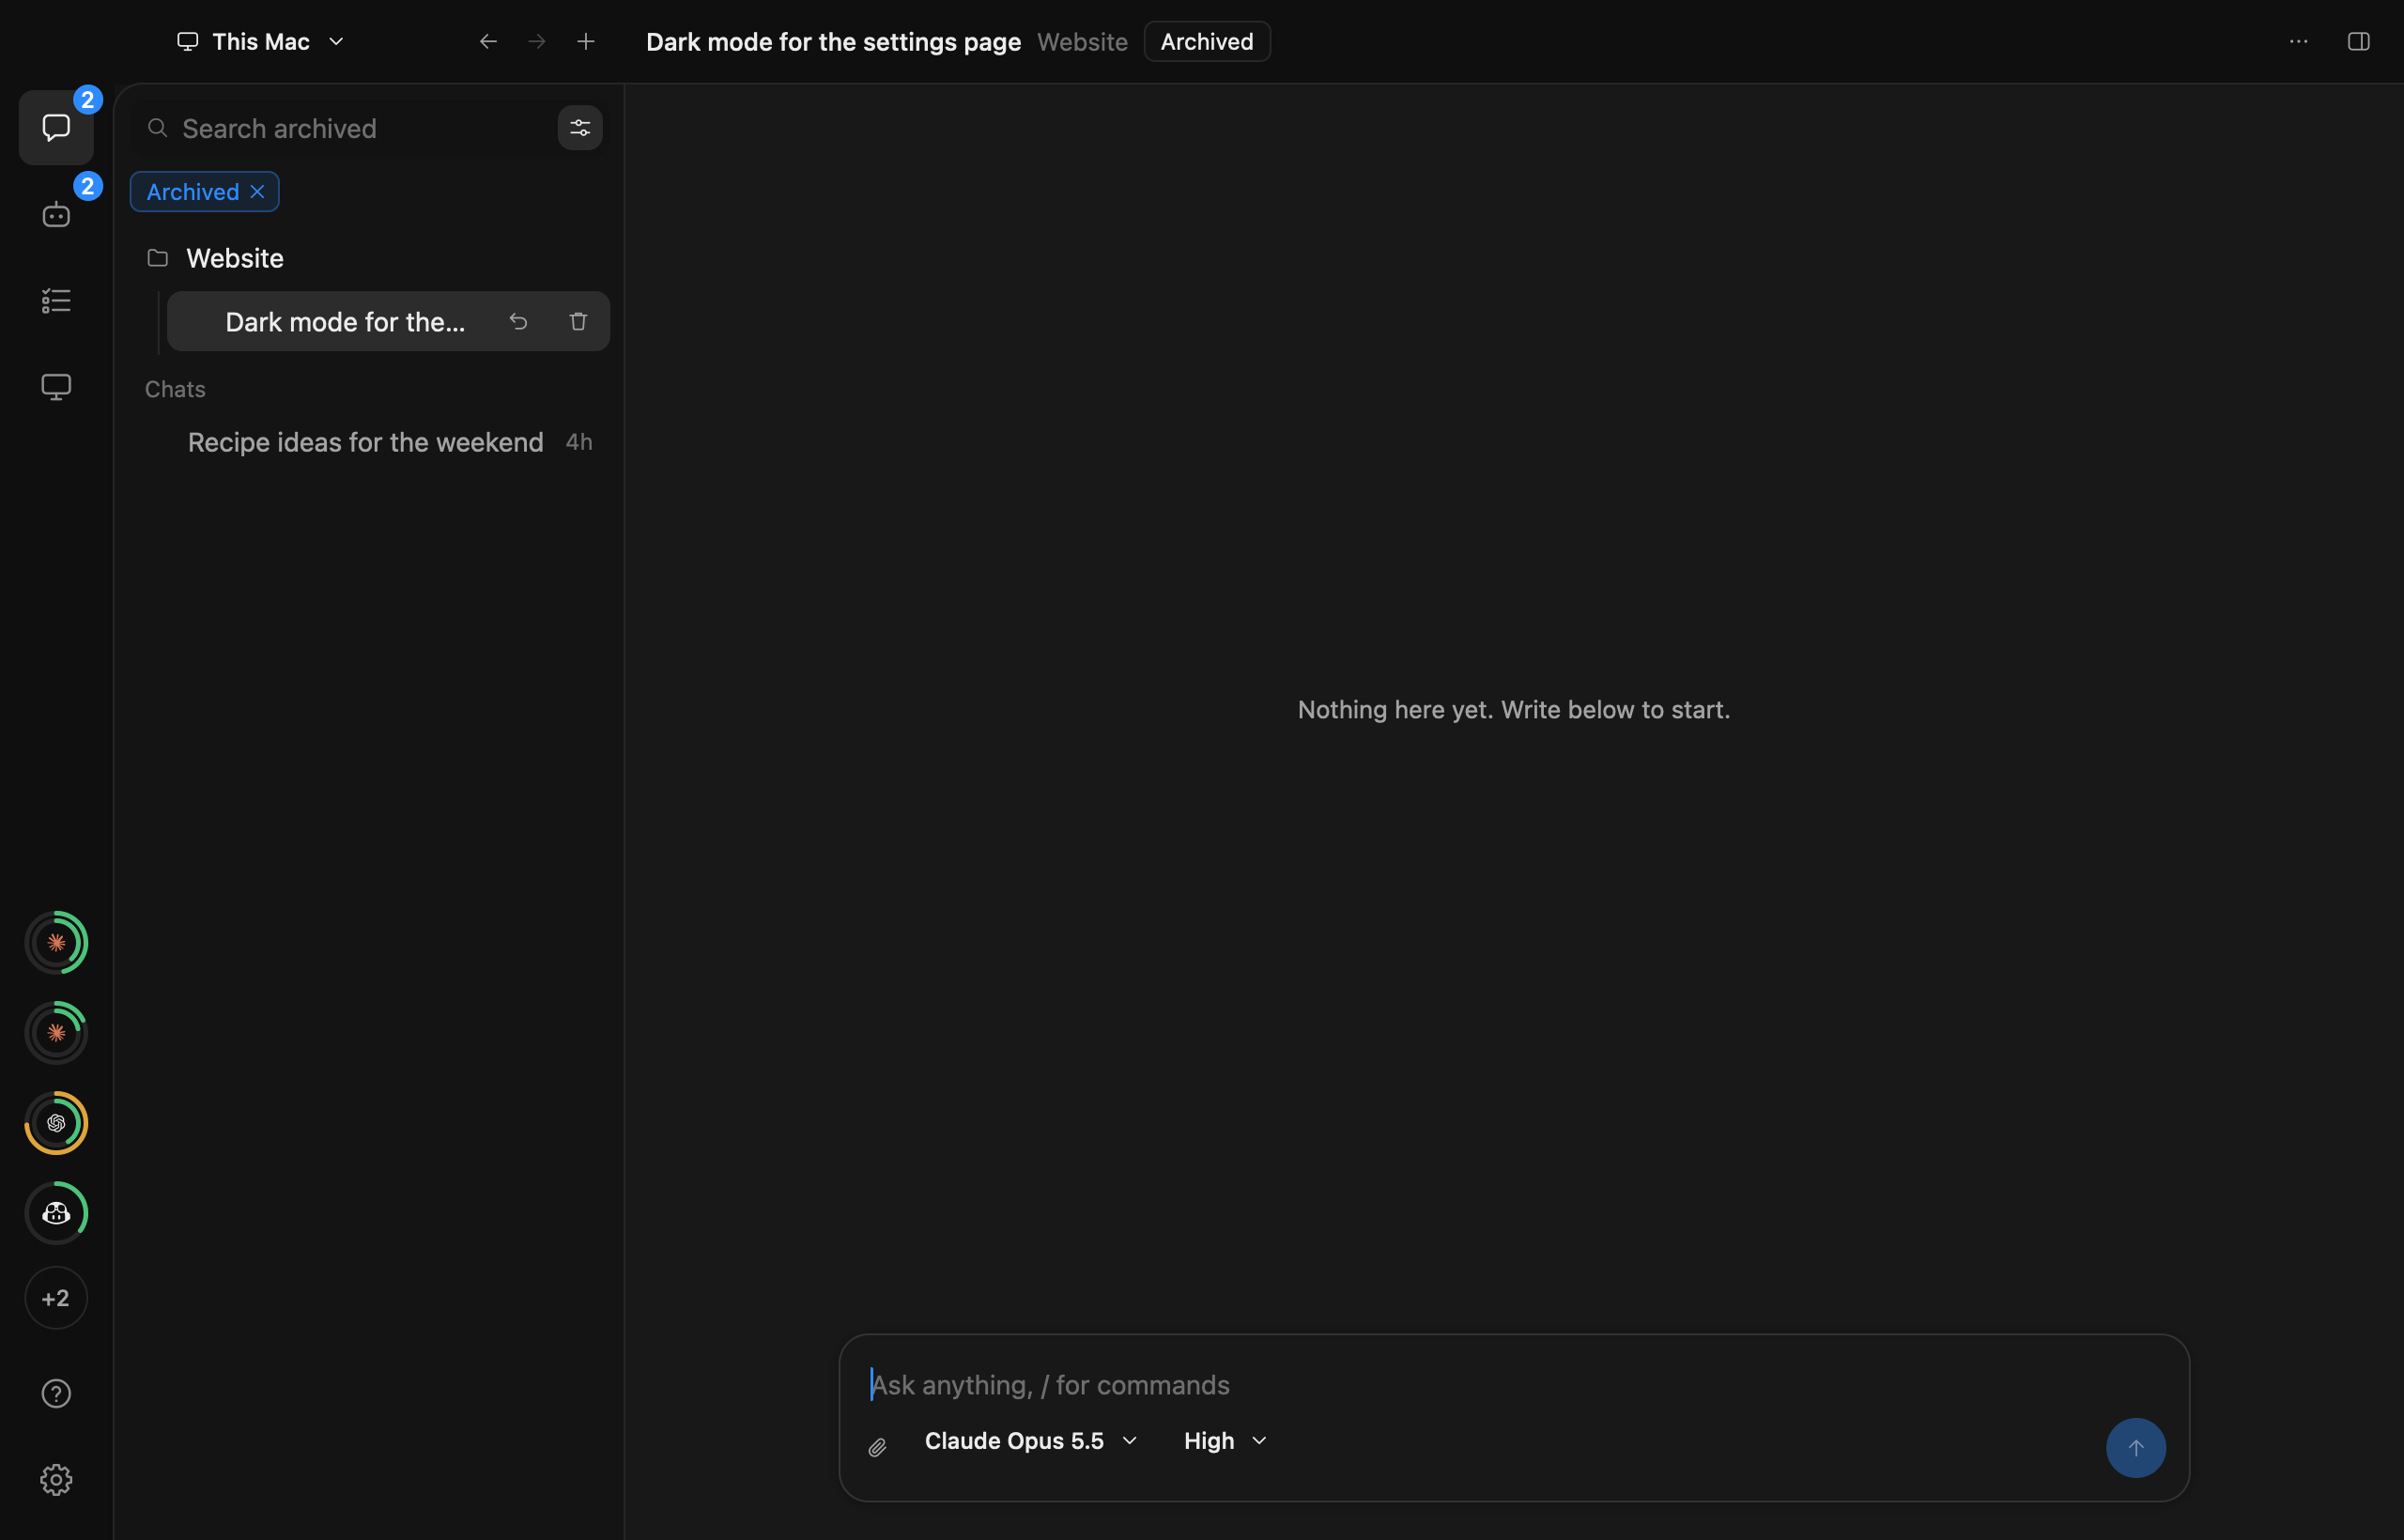 This Mac
Dark mode for the settings page Website Archived
2
Search archived
2
Archived
Website
Dark mode for the...
Chats
Recipe ideas for the weekend 4h
Nothing here yet. Write below to start.
+2
Ask anything, / for commands
Claude Opus 5.5 High